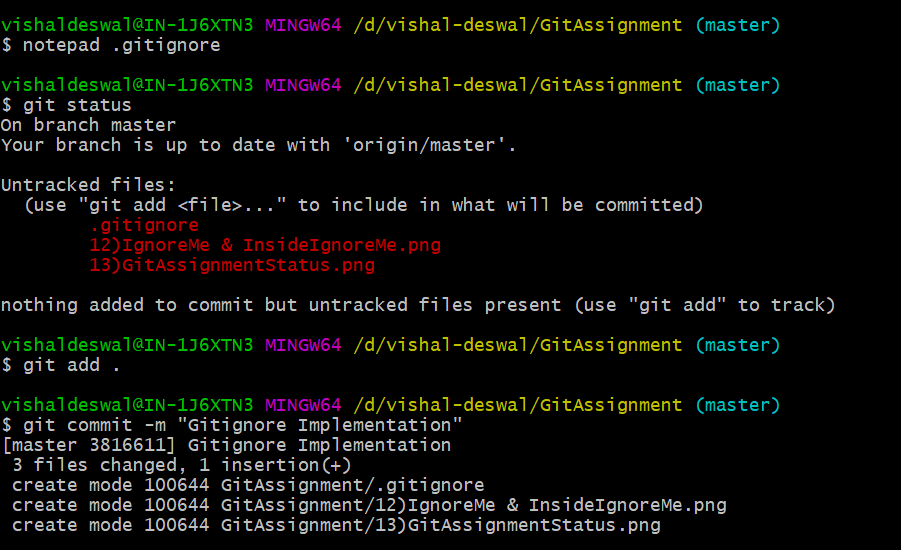 vishaldeswal@IN-1J6XTN3 MINGW64 /d/vishal-deswal/GitAssignment (master)
$ notepad .gitignore
vishaldeswal@IN-1J6XTN3 MINGW64 /d/vishal-deswal/GitAssignment (master)
$ git status
On branch master
Your branch is up to date with 'origin/master'.
Untracked files:
  (use "git add <file>..." to include in what will be committed)
        .gitignore
        12)IgnoreMe & InsideIgnoreMe.png
        13)GitAssignmentStatus.png
nothing added to commit but untracked files present (use "git add" to track)
vishaldeswal@IN-1J6XTN3 MINGW64 /d/vishal-deswal/GitAssignment (master)
$ git add .
vishaldeswal@IN-1J6XTN3 MINGW64 /d/vishal-deswal/GitAssignment (master)
$ git commit -m "Gitignore Implementation"
[master 3816611] Gitignore Implementation
 3 files changed, 1 insertion(+)
 create mode 100644 GitAssignment/.gitignore
 create mode 100644 GitAssignment/12)IgnoreMe & InsideIgnoreMe.png
 create mode 100644 GitAssignment/13)GitAssignmentStatus.png